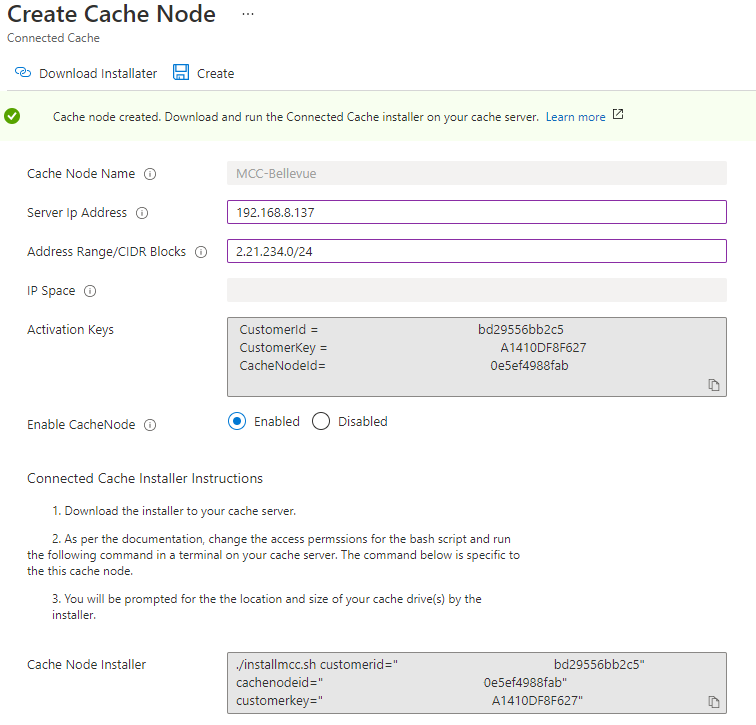 Create Cache Node ...
Connected Cache
Download Installater Create
Cache node created. Download and run the Connected Cache installer on your cache server. Learn more
Cache Node Name MCC-Bellevue
Server Ip Address 192.168.8.137
Address Range/CIDR Blocks 2.21.234.0/24
IP Space
Activation Keys
CustomerId = bd29556bb2c5
CustomerKey = A1410DF8F627
CacheNodeId= 0e5ef4988fab
Enable CacheNode Enabled Disabled
Connected Cache Installer Instructions
1. Download the installer to your cache server.
2. As per the documentation, change the access permssions for the bash script and run
the following command in a terminal on your cache server. The command below is specific to
the this cache node.
3. You will be prompted for the the location and size of your cache drive(s) by the
installer.
Cache Node Installer
./installmcc.sh customerid=" bd29556bb2c5"
cachenodeid=" 0e5ef4988fab"
customerkey=" A1410DF8F627"